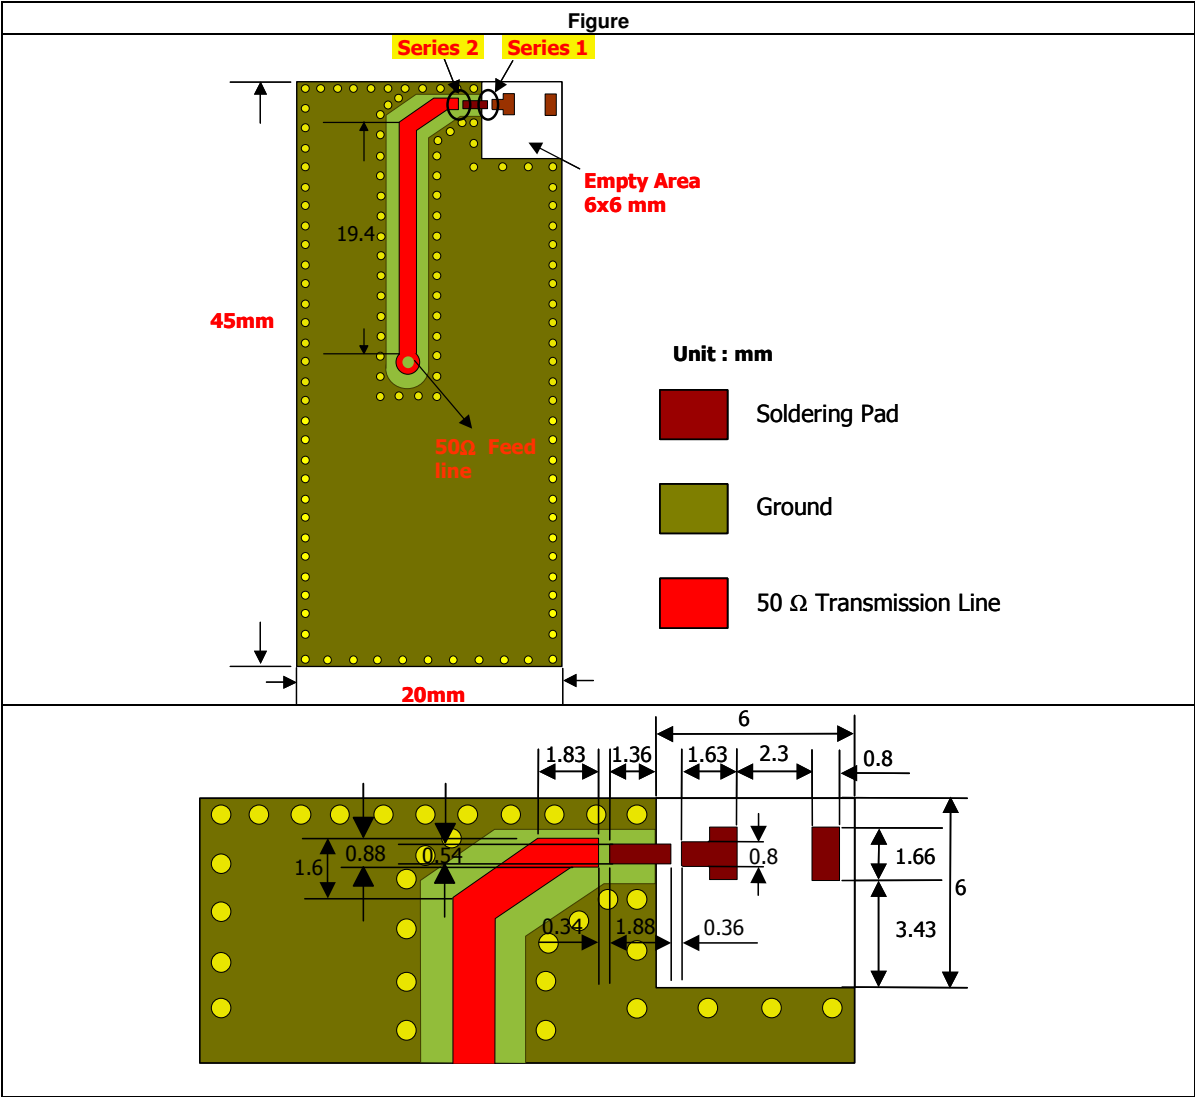 Figure
Series 2
Series 1
Empty Area
6x6 mm
19.4
45mm
Unit : mm
Soldering Pad
50Ω Feed
line
Ground
50 Ω Transmission Line
20mm
6
1.83
1.36
1.63
2.3
0.8
1.6
0.88
0.54
0.8
1.66
6
0.34
1.88
0.36
3.43